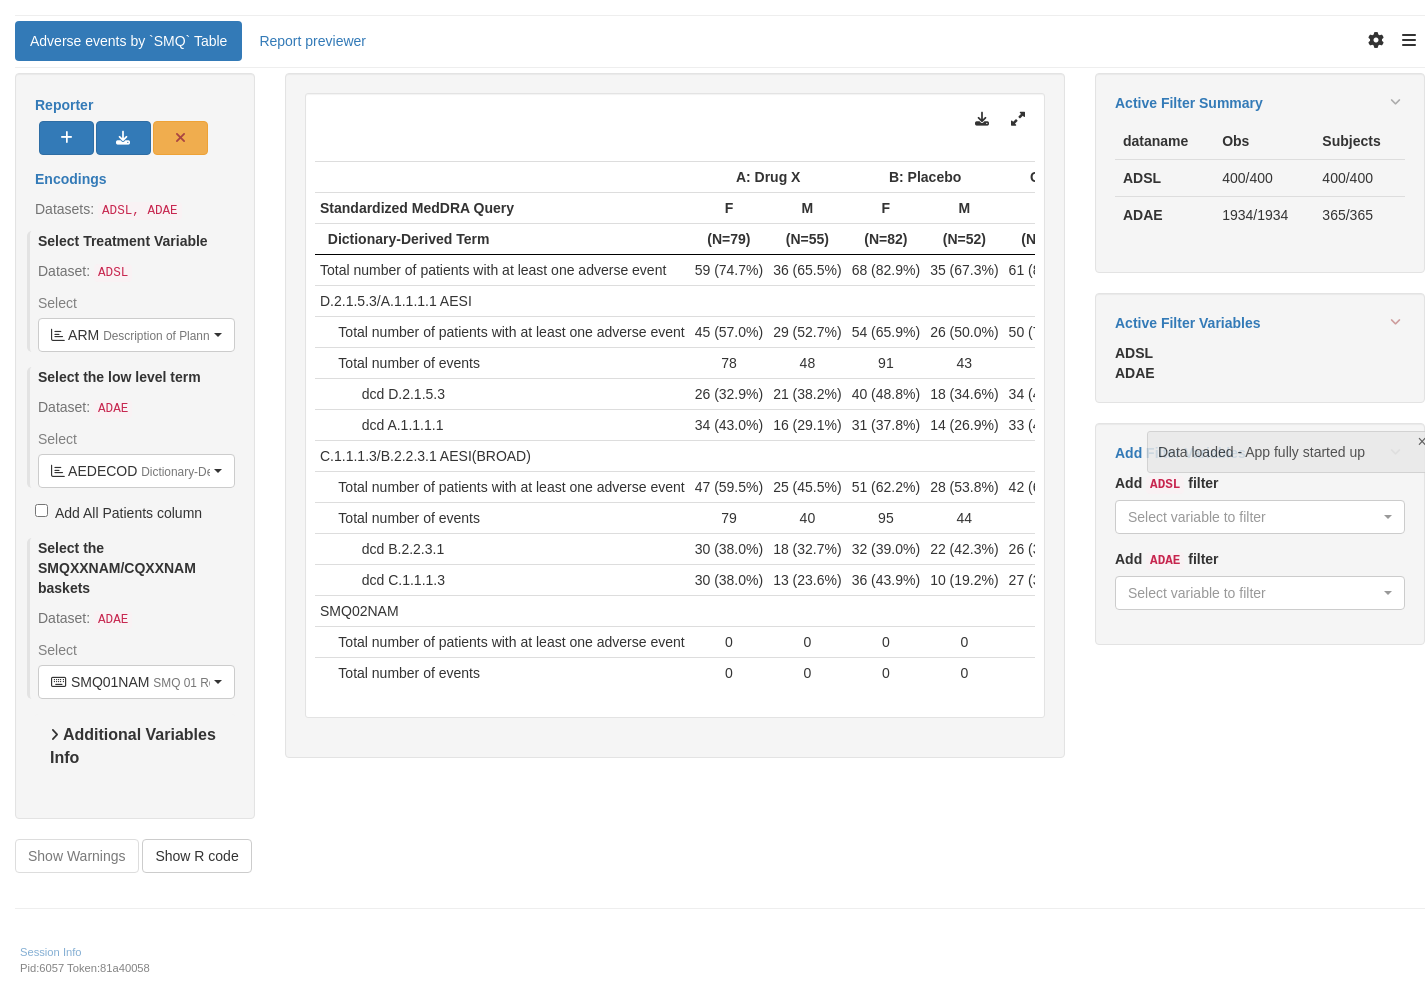 Adverse events by `SMQ` Table Report previewer
Reporter
Encodings
Datasets: ADSL, ADAE
Select Treatment Variable
Dataset: ADSL
Select
ARM Description of Plann
Select the low level term
Dataset: ADAE
Select
AEDECOD Dictionary-De
Add All Patients column
Select the
SMQXXNAM/CQXXNAM
baskets
Dataset: ADAE
Select
SMQ01NAM SMQ 01 R
Additional Variables
Info
Show Warnings Show R code
A: Drug X B: Placebo
Standardized MedDRA Query F M F M
Dictionary-Derived Term (N=79) (N=55) (N=82) (N=52) (N
Total number of patients with at least one adverse event 59 (74.7%) 36 (65.5%) 68 (82.9%) 35 (67.3%) 61 (
D.2.1.5.3/A.1.1.1.1 AESI
Total number of patients with at least one adverse event 45 (57.0%) 29 (52.7%) 54 (65.9%) 26 (50.0%) 50 (
Total number of events 78 48 91 43
dcd D.2.1.5.3 26 (32.9%) 21 (38.2%) 40 (48.8%) 18 (34.6%) 34 (
dcd A.1.1.1.1 34 (43.0%) 16 (29.1%) 31 (37.8%) 14 (26.9%) 33 (
C.1.1.1.3/B.2.2.3.1 AESI(BROAD)
Total number of patients with at least one adverse event 47 (59.5%) 25 (45.5%) 51 (62.2%) 28 (53.8%) 42 (
Total number of events 79 40 95 44
dcd B.2.2.3.1 30 (38.0%) 18 (32.7%) 32 (39.0%) 22 (42.3%) 26 (
dcd C.1.1.1.3 30 (38.0%) 13 (23.6%) 36 (43.9%) 10 (19.2%) 27 (
SMQ02NAM
Total number of patients with at least one adverse event 0 0 0 0
Total number of events 0 0 0 0
Active Filter Summary
dataname Obs Subjects
ADSL 400/400 400/400
ADAE 1934/1934 365/365
Active Filter Variables
ADSL
ADAE
Add
Data loaded - App fully started up ×
Add ADSL filter
Select variable to filter
Add ADAE filter
Select variable to filter
Session Info
Pid:6057 Token:81a40058